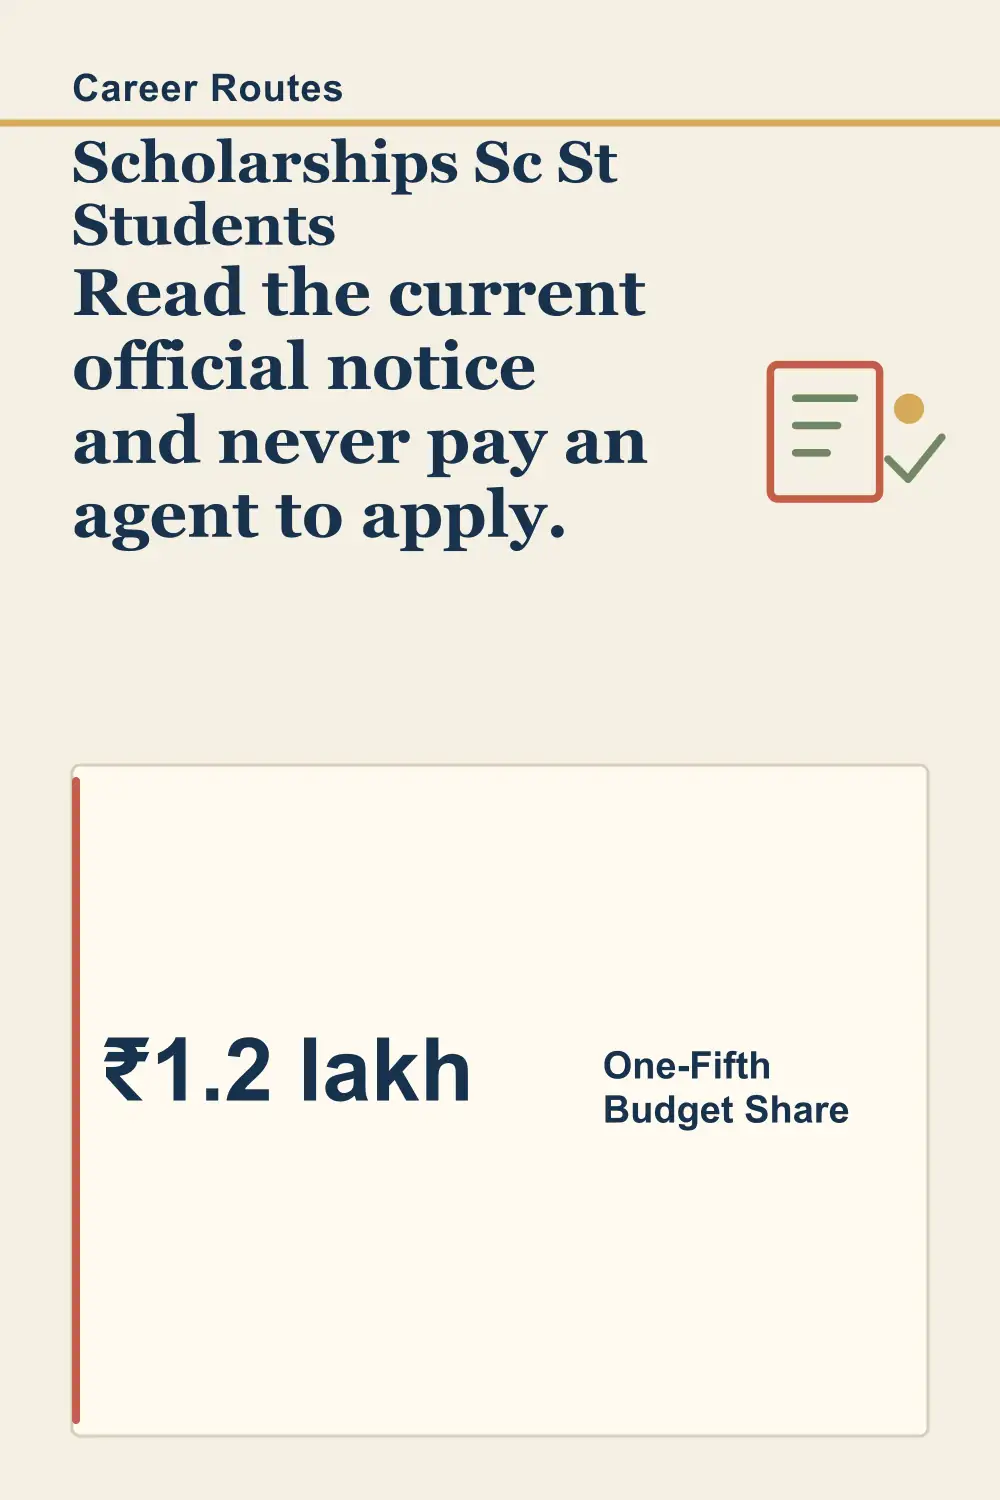 Career Routes
Scholarships Sc St
Students
Read the current
official notice
and never pay an
agent to apply.
₹1.2 lakh
One-Fifth
Budget Share